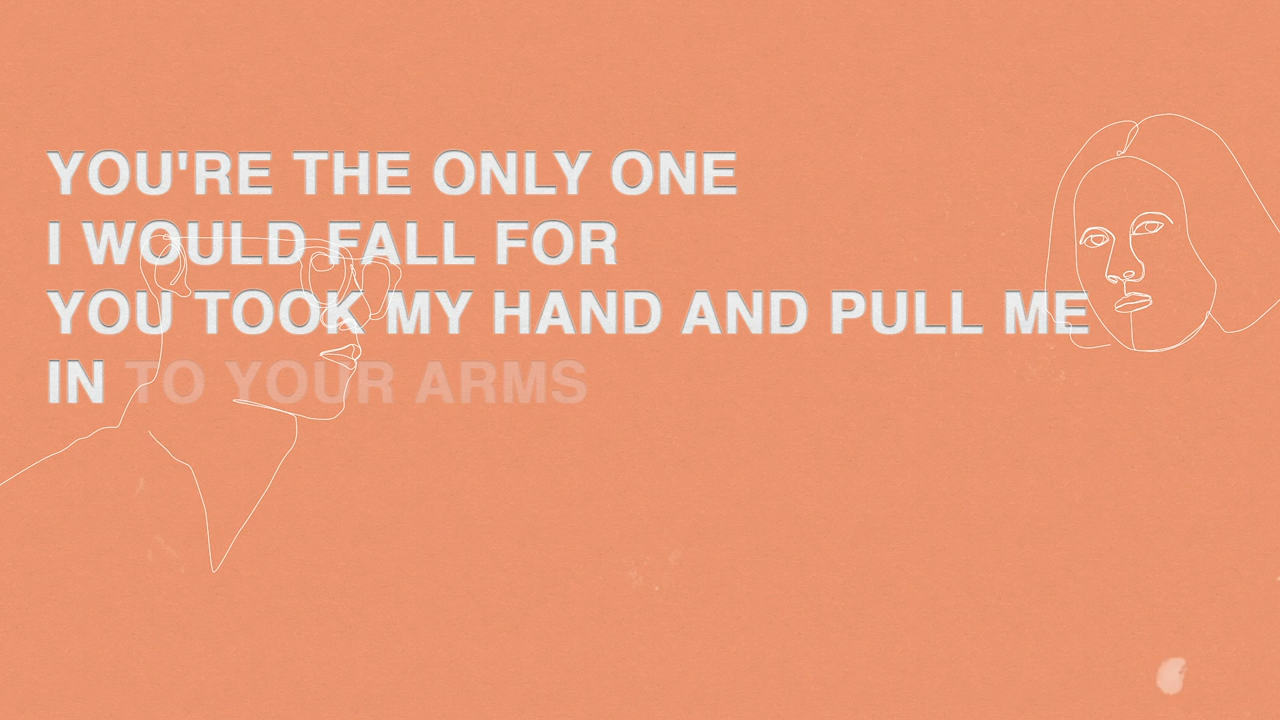 YOU'RE THE ONLY ONE
I WOULD FALL FOR
YOU TOOK MY HAND AND PULL ME
IN TO YOUR ARMS